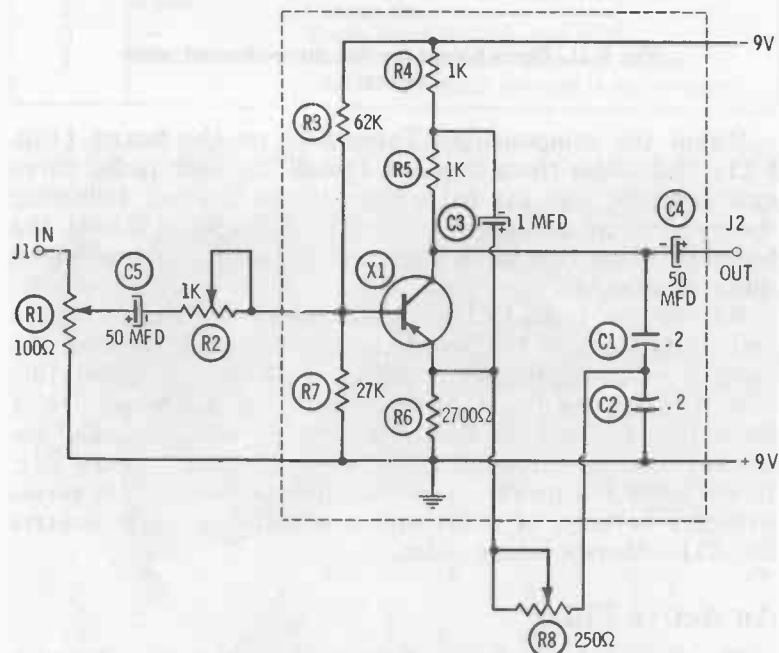 - 9V
R4
1K
R3
62K
R5
1K
C3
1 MFD
C4
J2
- +
OUT
50
MFD
J1
IN
C5
1K
X1
R1
100Ω
50 MFD
R2
C1
.2
R7
27K
R6
2700Ω
C2
.2
+ 9V
R8
250Ω